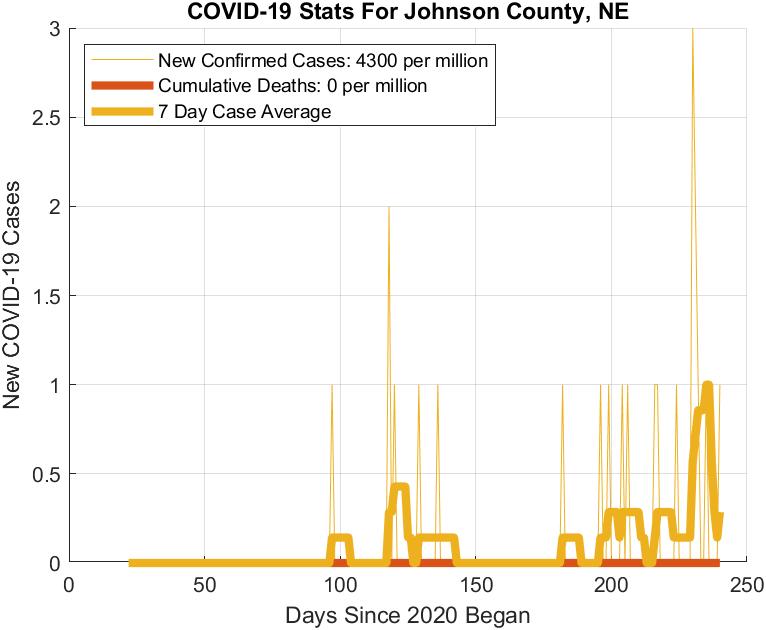 COVID-19 Stats For Johnson County, NE
New Confirmed Cases: 4300 per million
Cumulative Deaths: 0 per million
7 Day Case Average
New COVID-19 Cases
3
2.5
2
1.5
1
0.5
0
0 50 100 150 200 250
Days Since 2020 Began